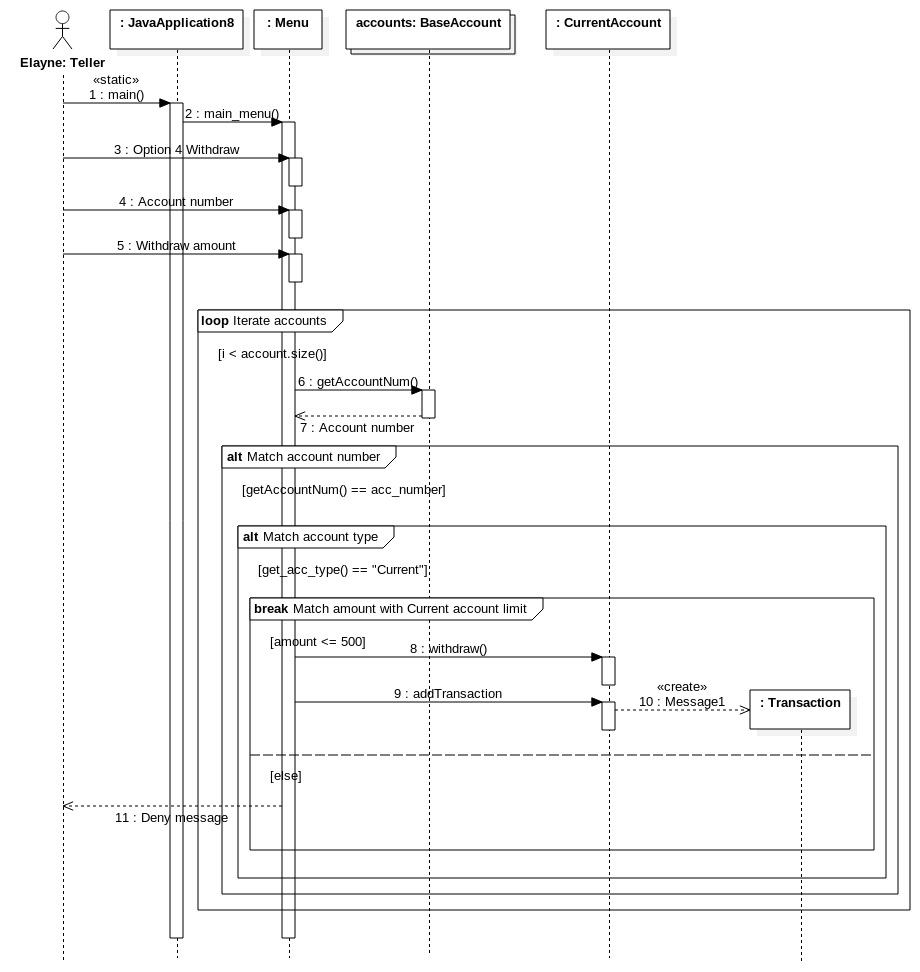 : JavaApplication8
: Menu
accounts: BaseAccount
: CurrentAccount
Elayne: Teller
«static»
1 : main()
2 : main_menu()
3 : Option 4 Withdraw
4 : Account number
5 : Withdraw amount
loop Iterate accounts
[i < account.size()]
6 : getAccountNum()
7 : Account number
alt Match account number
[getAccountNum() == acc_number]
alt Match account type
[get_acc_type() == "Current"]
break Match amount with Current account limit
[amount <= 500]
8 : withdraw()
«create»
9 : addTransaction
10 : Message1
: Transaction
[else]
11 : Deny message